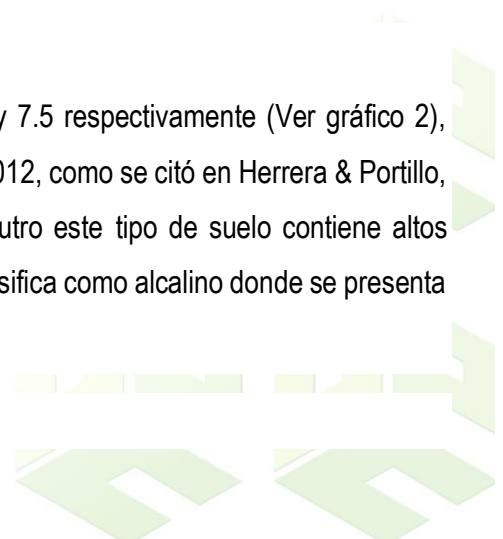 y 7.5 respectivamente (Ver gráfico 2),
012, como se citó en Herrera & Portillo,
utro este tipo de suelo contiene altos
sifica como alcalino donde se presenta